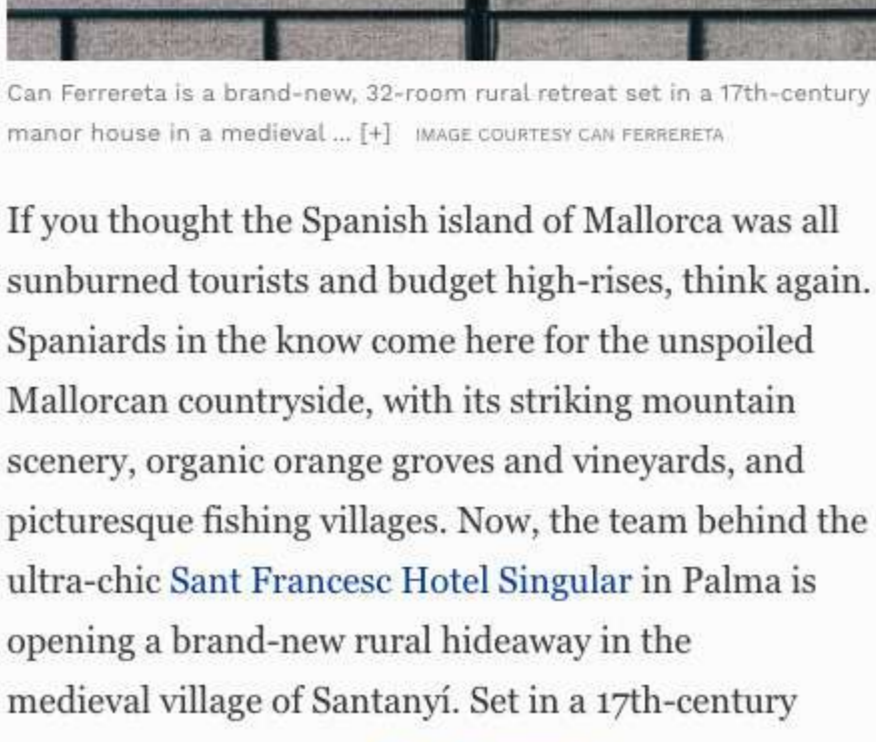 Can Ferrereta is a brand-new, 32-room rural retreat set in a 17th-century
manor house in a medieval ... [+] IMAGE COURTESY CAN FERRERETA
If you thought the Spanish island of Mallorca was all
sunburned tourists and budget high-rises, think again.
Spaniards in the know come here for the unspoiled
Mallorcan countryside, with its striking mountain
scenery, organic orange groves and vineyards, and
picturesque fishing villages. Now, the team behind the
ultra-chic Sant Francesc Hotel Singular in Palma is
opening a brand-new rural hideaway in the
medieval village of Santanyí. Set in a 17th-century